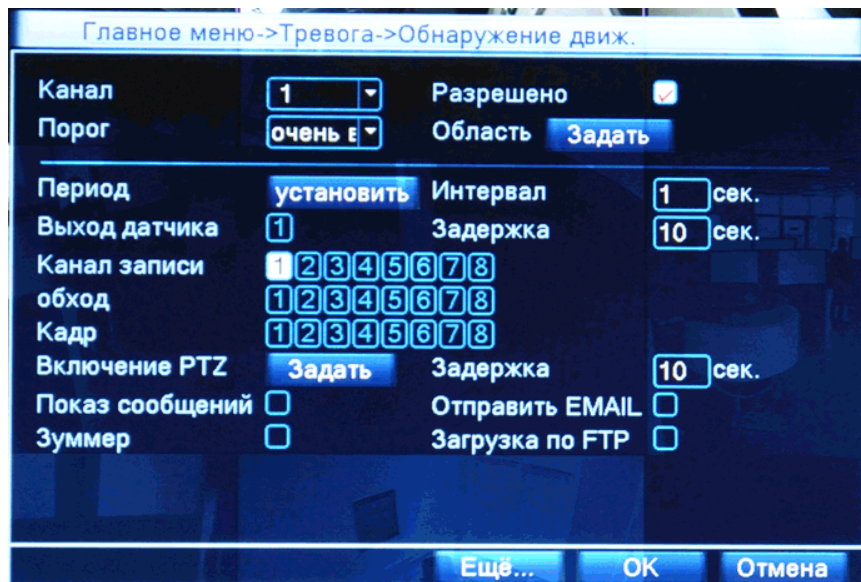 Главное меню->Тревога->Обнаружение движ.
Канал 1 Разрешено
Порог очень в Область Задать
Период установить Интервал 1 сек.
Выход датчика 1 Задержка 10 сек.
Канал записи 1 2 3 4 5 6 7 8
обход 1 2 3 4 5 6 7 8
Кадр 1 2 3 4 5 6 7 8
Включение PTZ Задать Задержка 10 сек.
Показ сообщений Отправить EMAIL
Зуммер Загрузка по FTP
Ещё... OK Отмена